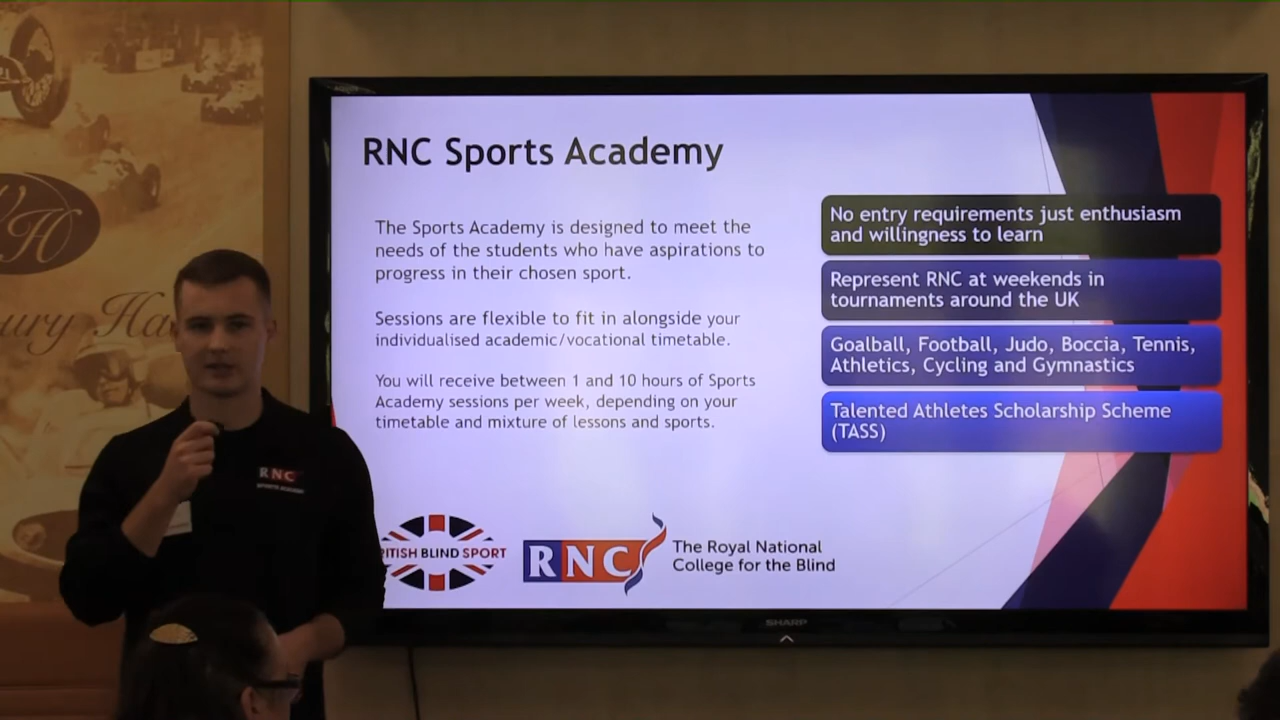 RNC Sports Academy
The Sports Academy is designed to meet the
needs of the students who have aspirations to
progress in their chosen sport.
Sessions are flexible to fit in alongside your
individualised academic/vocational timetable.
You will receive between 1 and 10 hours of Sports
Academy sessions per week, depending on your
timetable and mixture of lessons and sports.
No entry requirements just enthusiasm
and willingness to learn
Represent RNC at weekends in
tournaments around the UK
Goalball, Football, Judo, Boccia, Tennis,
Athletics, Cycling and Gymnastics
Talented Athletes Scholarship Scheme
(TASS)
BLIND SPORT
RNC
The Royal National
College for the Blind
SHARP
RNC
SPORTS ACADEMY
H